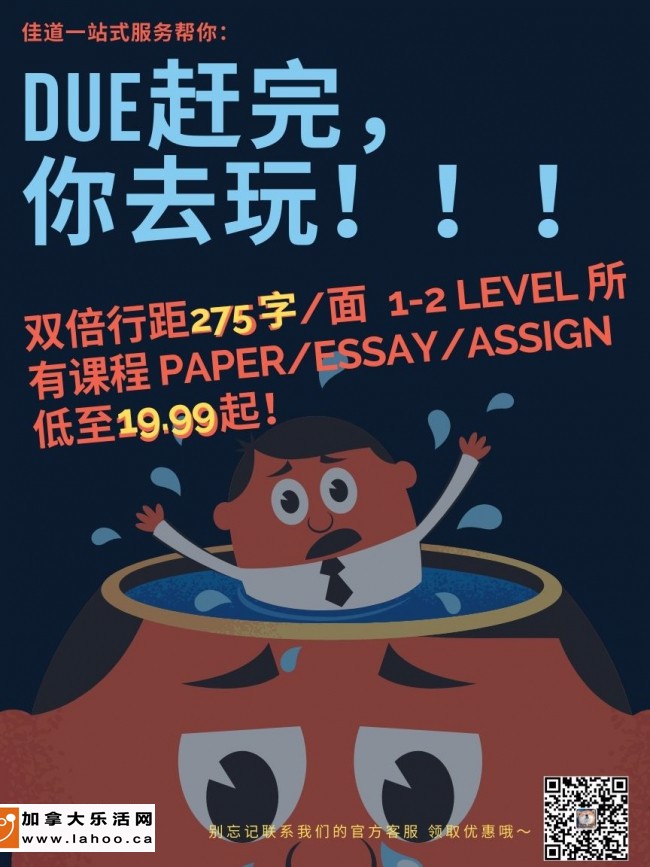 佳道一站式服务帮你：
DUE赶完，
你去玩！！！
双倍行距275字/面 1-2 LEVEL 所
有课程 PAPER/ESSAY/ASSIGN
低至19.99起！
加拿大乐活网
www.lahoo.ca
别忘记联系我们的官方客服 领取优惠哦～